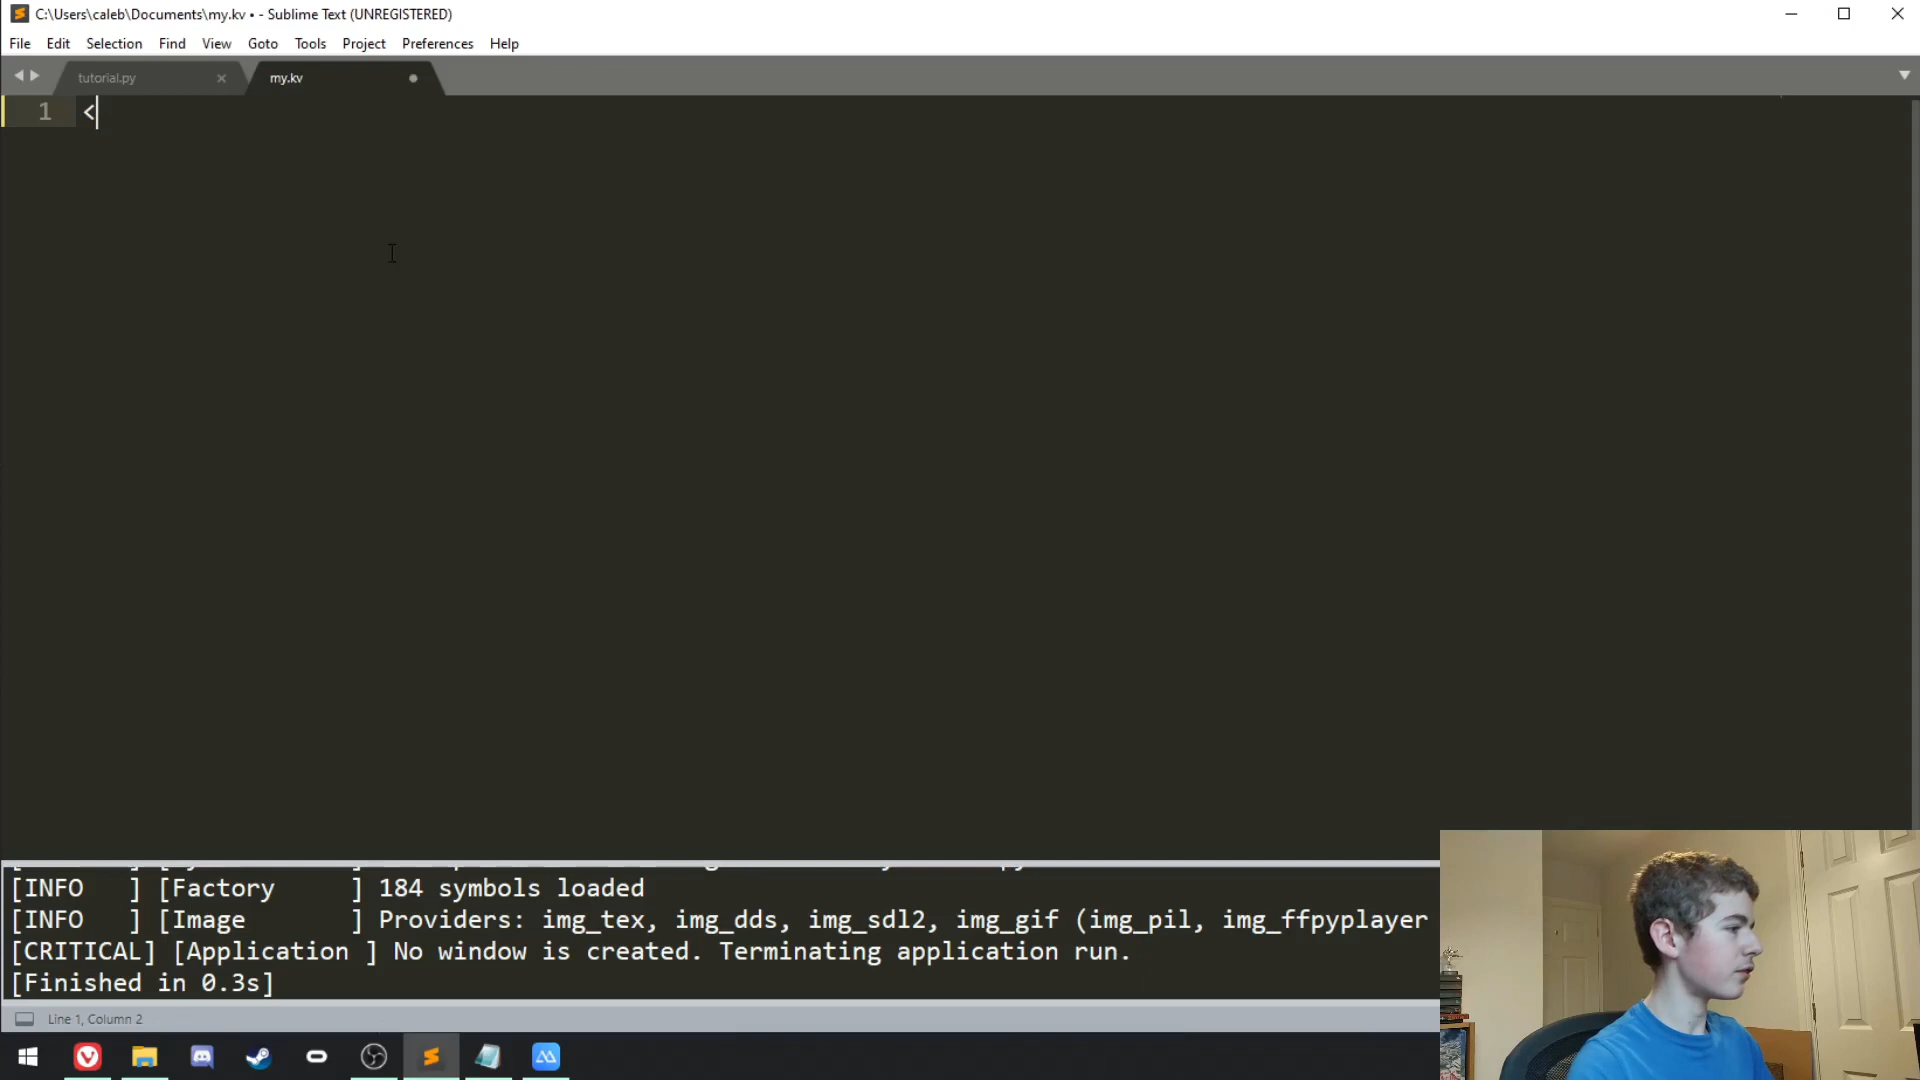 C:\Users\caleb\Documents\my.kv • - Sublime Text (UNREGISTERED)
File Edit Selection Find View Goto Tools Project Preferences Help
tutorial.py
my.kv
1 <
[INFO   ] [Factory     ] 184 symbols loaded
[INFO   ] [Image       ] Providers: img_tex, img_dds, img_sdl2, img_gif (img_pil, img_ffpyplayer
[CRITICAL] [Application ] No window is created. Terminating application run.
[Finished in 0.3s]
Line 1, Column 2